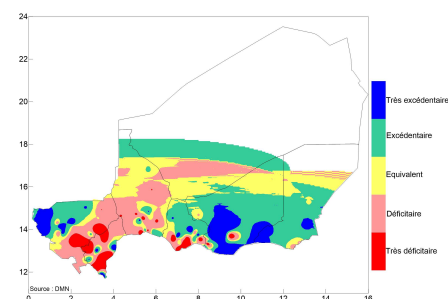 24
22
20
18
16
14
12
0
2
4
6
8
10
12
14
16
Très excédentaire
Excédentaire
Equivalent
Déficitaire
Très déficitaire
Source : DMN